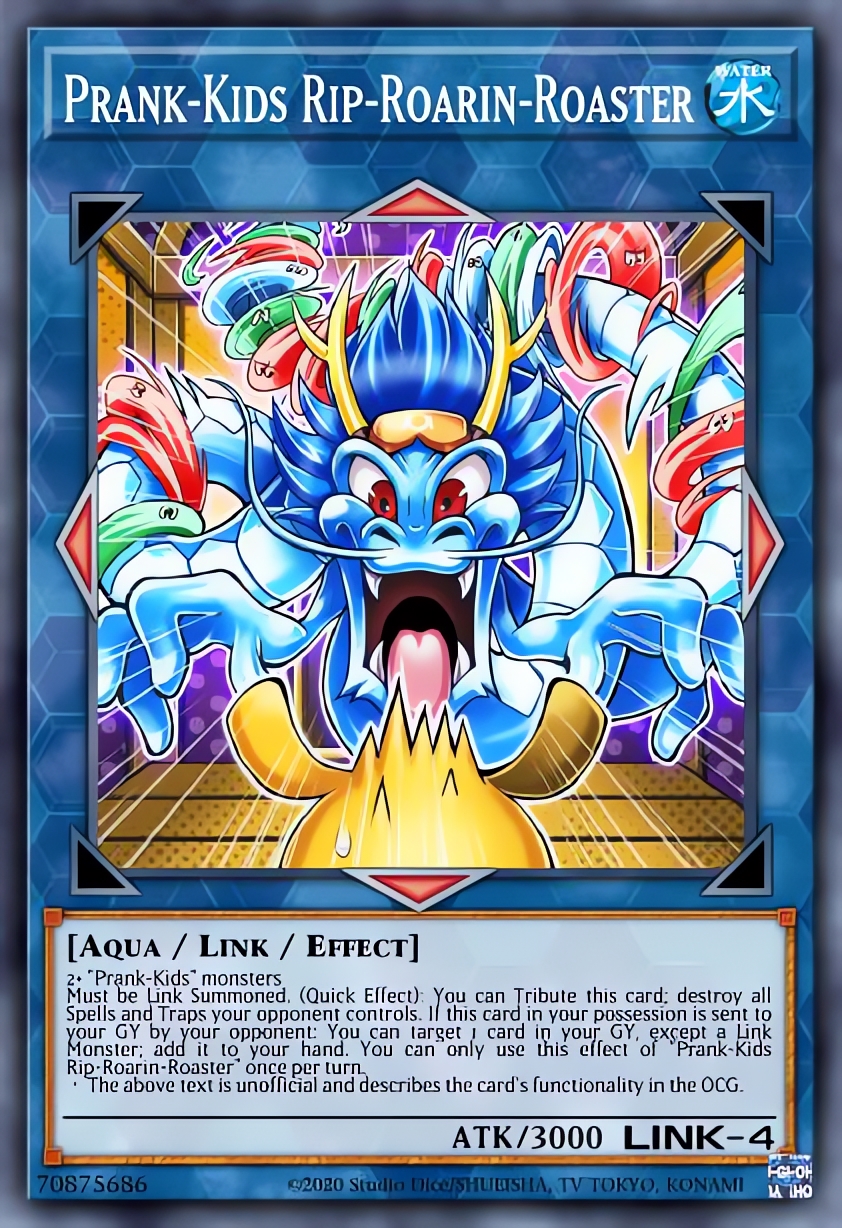 PRANK-KIDS RIP-ROARIN-ROASTER
WATER
水
[AQUA / LINK / EFFECT]
2+ "Prank-Kids" monsters
Must be Link Summoned. (Quick Effect): You can Tribute this card; destroy all
Spells and Traps your opponent controls. If this card in your possession is sent to
your GY by your opponent: You can target 1 card in your GY, except a Link
Monster; add it to your hand. You can only use this effect of "Prank-Kids
Rip-Roarin-Roaster" once per turn.
· The above text is unofficial and describes the card's functionality in the OCG.
ATK/3000 LINK-4
70875686
©2020 Studio Dice/SHUEISHA, TV TOKYO, KONAMI